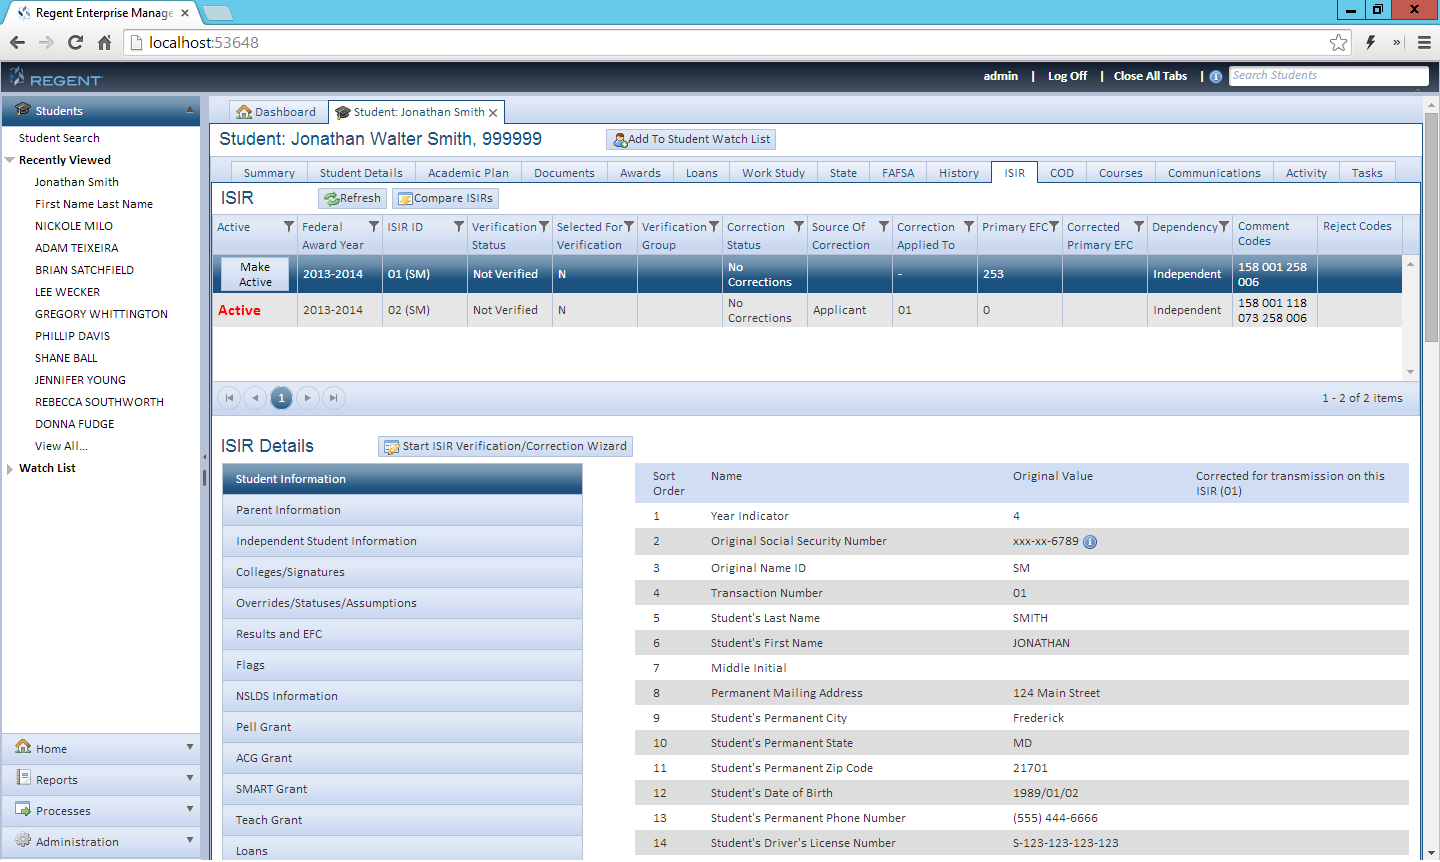 Regent Enterprise Manage
localhost:53648
REGENT
admin | Log Off | Close All Tabs | Search Students
Students
Student Search
Recently Viewed
Jonathan Smith
First Name Last Name
NICKOLE MILO
ADAM TEIXEIRA
BRIAN SATCHFIELD
LEE WECKER
GREGORY WHITTINGTON
PHILLIP DAVIS
SHANE BALL
JENNIFER YOUNG
REBECCA SOUTHWORTH
DONNA FUDGE
View All...
Watch List
Home
Reports
Processes
Administration
Dashboard Student: Jonathan Smith
Student: Jonathan Walter Smith, 999999 Add To Student Watch List
Summary Student Details Academic Plan Documents Awards Loans Work Study State FAFSA History ISIR COD Courses Communications Activity Tasks
ISIR Refresh Compare ISIRs
Active Federal ISIR ID Verification Selected For Verification Correction Source Of Correction Primary EFC Corrected Dependency Comment Reject Codes
Award Year Status Verification Group Status Correction Applied To Primary EFC Codes
Make No 158 001 258
2013-2014 01 (SM) Not Verified N - 253 Independent
Active Corrections 006
No 158 001 118
Active 2013-2014 02 (SM) Not Verified N Applicant 01 0 Independent
Corrections 073 258 006
1
1 - 2 of 2 items
ISIR Details Start ISIR Verification/Correction Wizard
Student Information
Parent Information
Independent Student Information
Colleges/Signatures
Overrides/Statuses/Assumptions
Results and EFC
Flags
NSLDS Information
Pell Grant
ACG Grant
SMART Grant
Teach Grant
Loans
Sort Name Original Value Corrected for transmission on this
Order ISIR (01)
1 Year Indicator 4
2 Original Social Security Number xxx-xx-6789
3 Original Name ID SM
4 Transaction Number 01
5 Student's Last Name SMITH
6 Student's First Name JONATHAN
7 Middle Initial
8 Permanent Mailing Address 124 Main Street
9 Student's Permanent City Frederick
10 Student's Permanent State MD
11 Student's Permanent Zip Code 21701
12 Student's Date of Birth 1989/01/02
13 Student's Permanent Phone Number (555) 444-6666
14 Student's Driver's License Number S-123-123-123-123